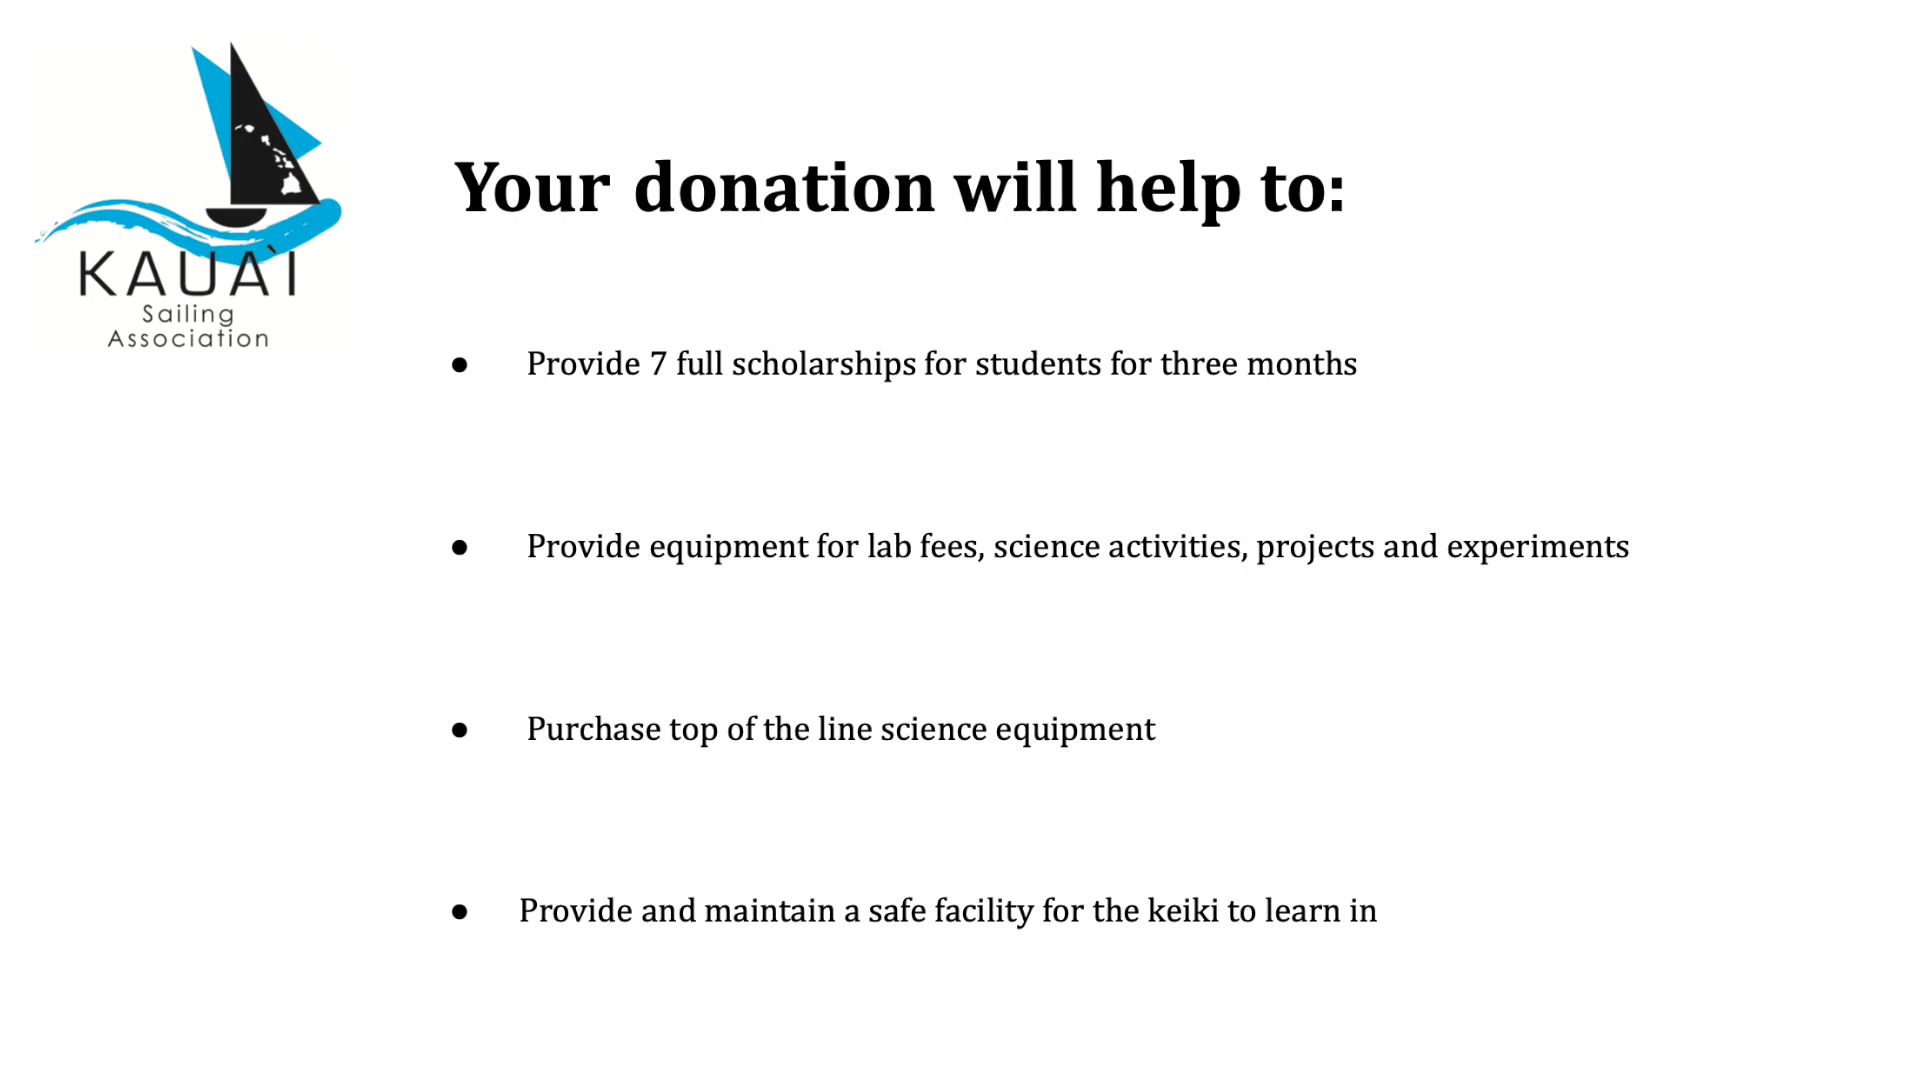 KAUA`I
Sailing
Association
Your donation will help to:
● Provide 7 full scholarships for students for three months
● Provide equipment for lab fees, science activities, projects and experiments
● Purchase top of the line science equipment
● Provide and maintain a safe facility for the keiki to learn in